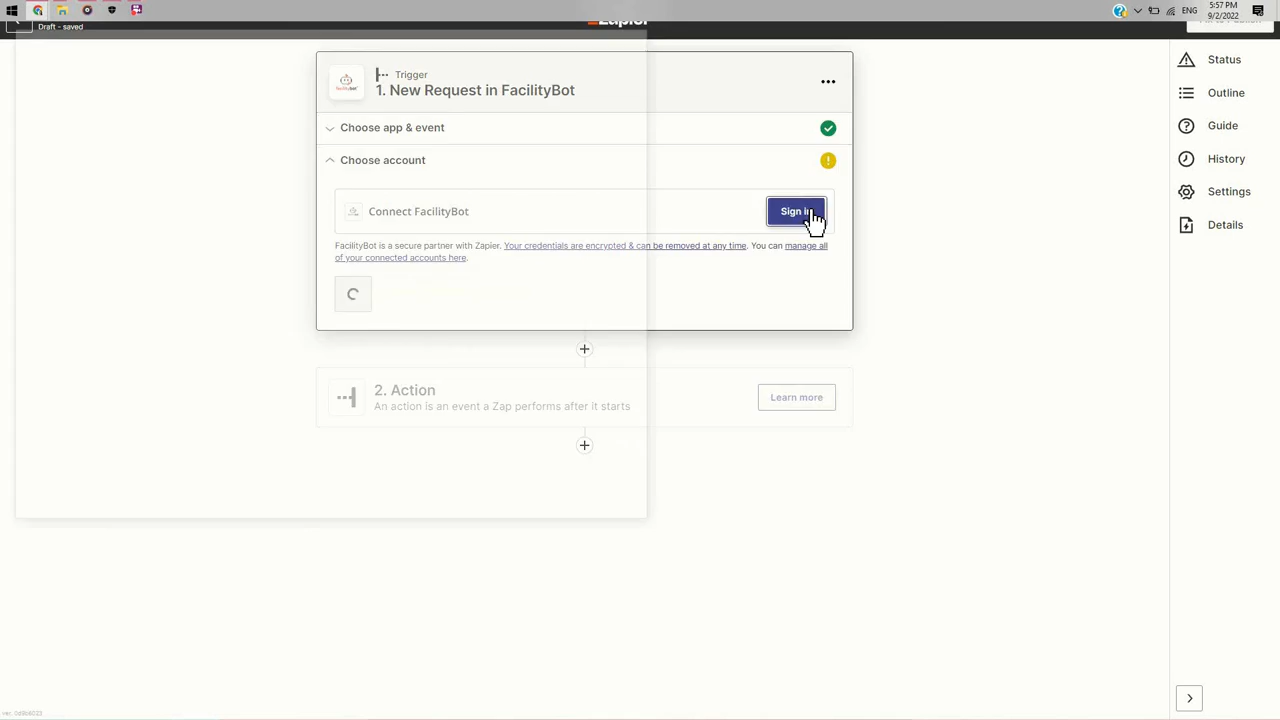 5:57 PM
ENG
9/2/2022
Draft - saved
Zapier
Trigger
1. New Request in FacilityBot
Choose app & event
Choose account
Connect FacilityBot
Sign in
FacilityBot is a secure partner with Zapier. Your credentials are encrypted & can be removed at any time. You can manage all
of your connected accounts here.
2. Action
An action is an event a Zap performs after it starts
Learn more
Status
Outline
Guide
History
Settings
Details